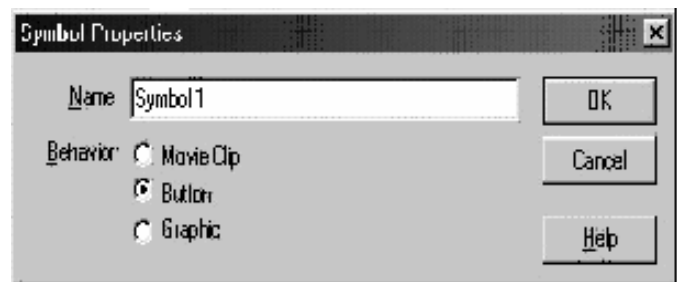 Symbol Properties
Name Symbol 1
OK
Behavior: Movie Clip
Cancel
Button
Graphic
Help